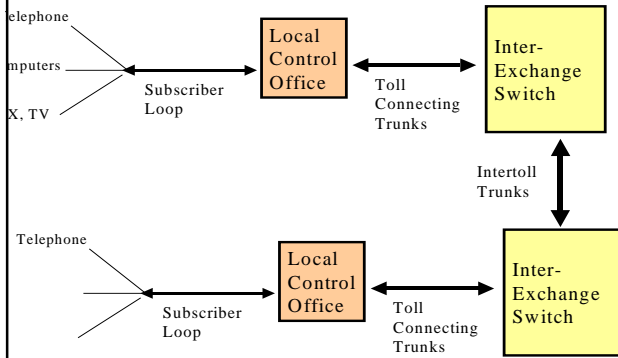 elephone
mputers
X, TV
Subscriber
Loop
Local
Control
Office
Toll
Connecting
Trunks
Inter-
Exchange
Switch
Intertoll
Trunks
Telephone
Subscriber
Loop
Local
Control
Office
Toll
Connecting
Trunks
Inter-
Exchange
Switch